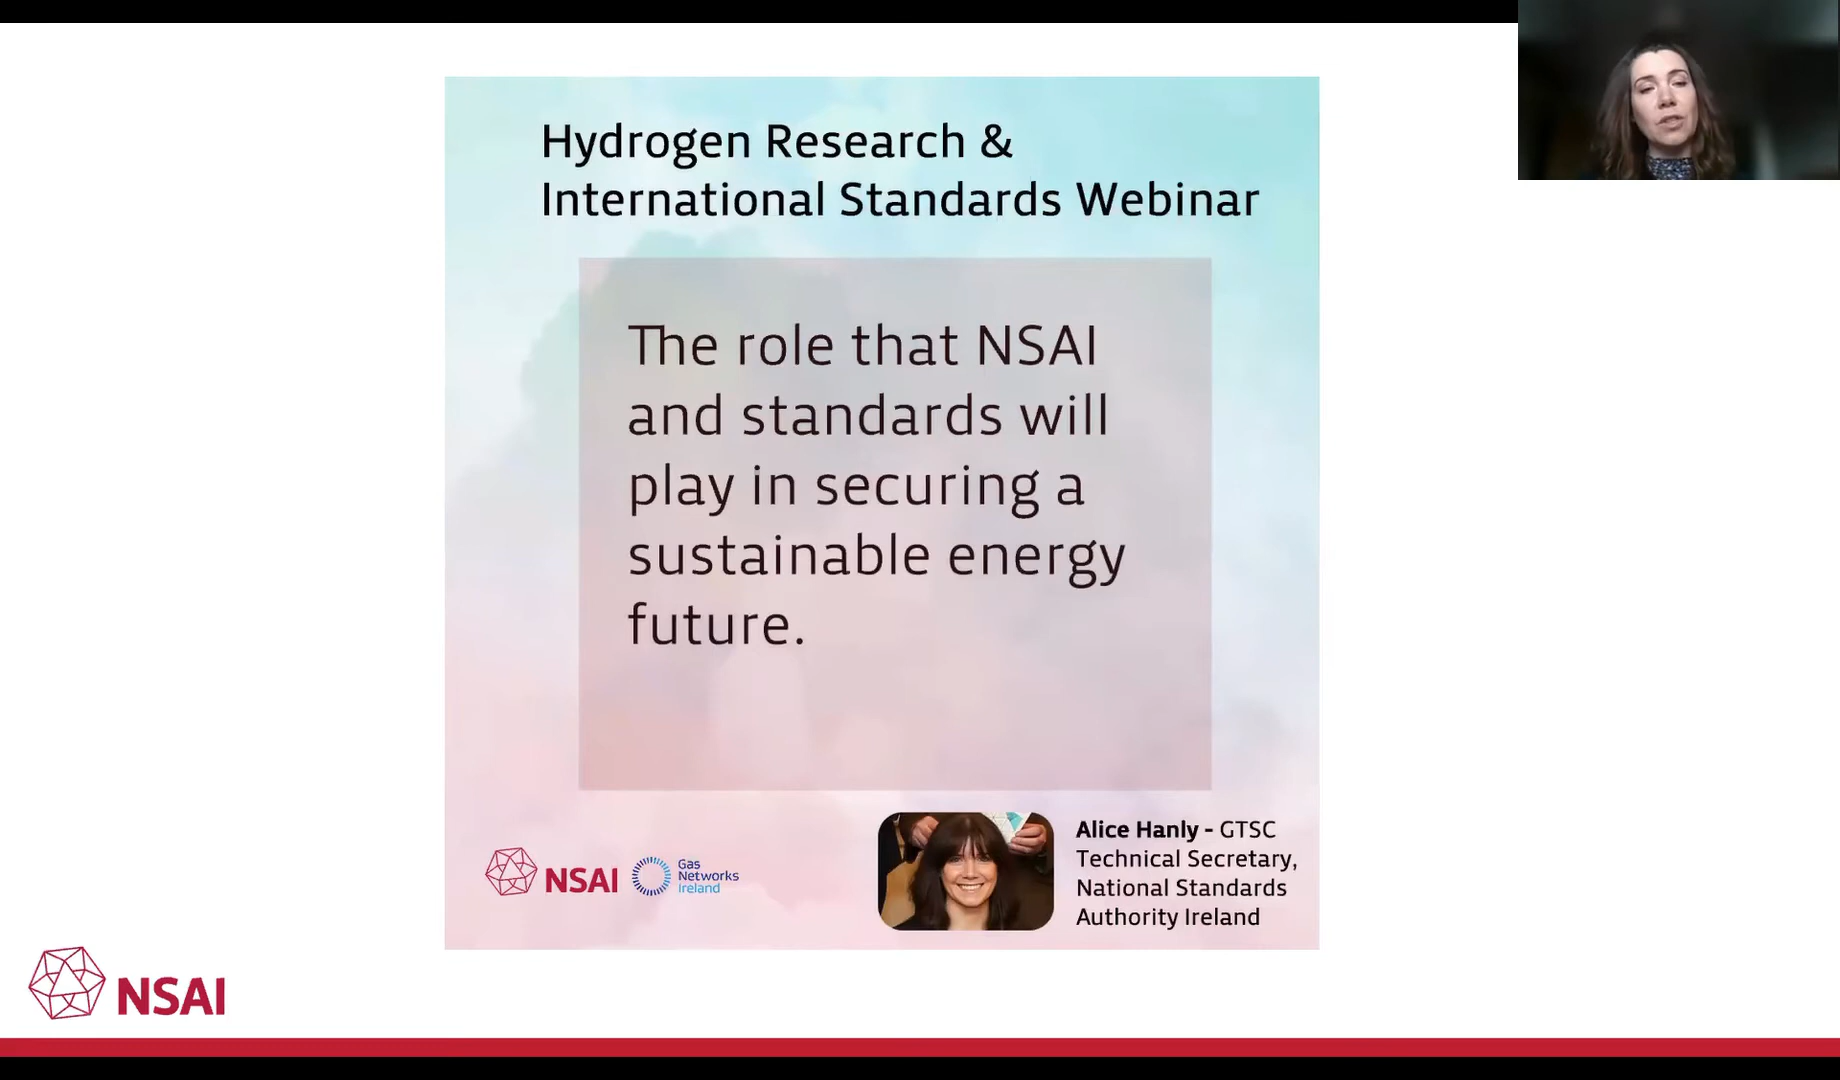 Hydrogen Research &
International Standards Webinar
The role that NSAI
and standards will
play in securing a
sustainable energy
future.
NSAI
Gas
Networks
Ireland
Alice Hanly - GTSC
Technical Secretary,
National Standards
Authority Ireland
NSAI